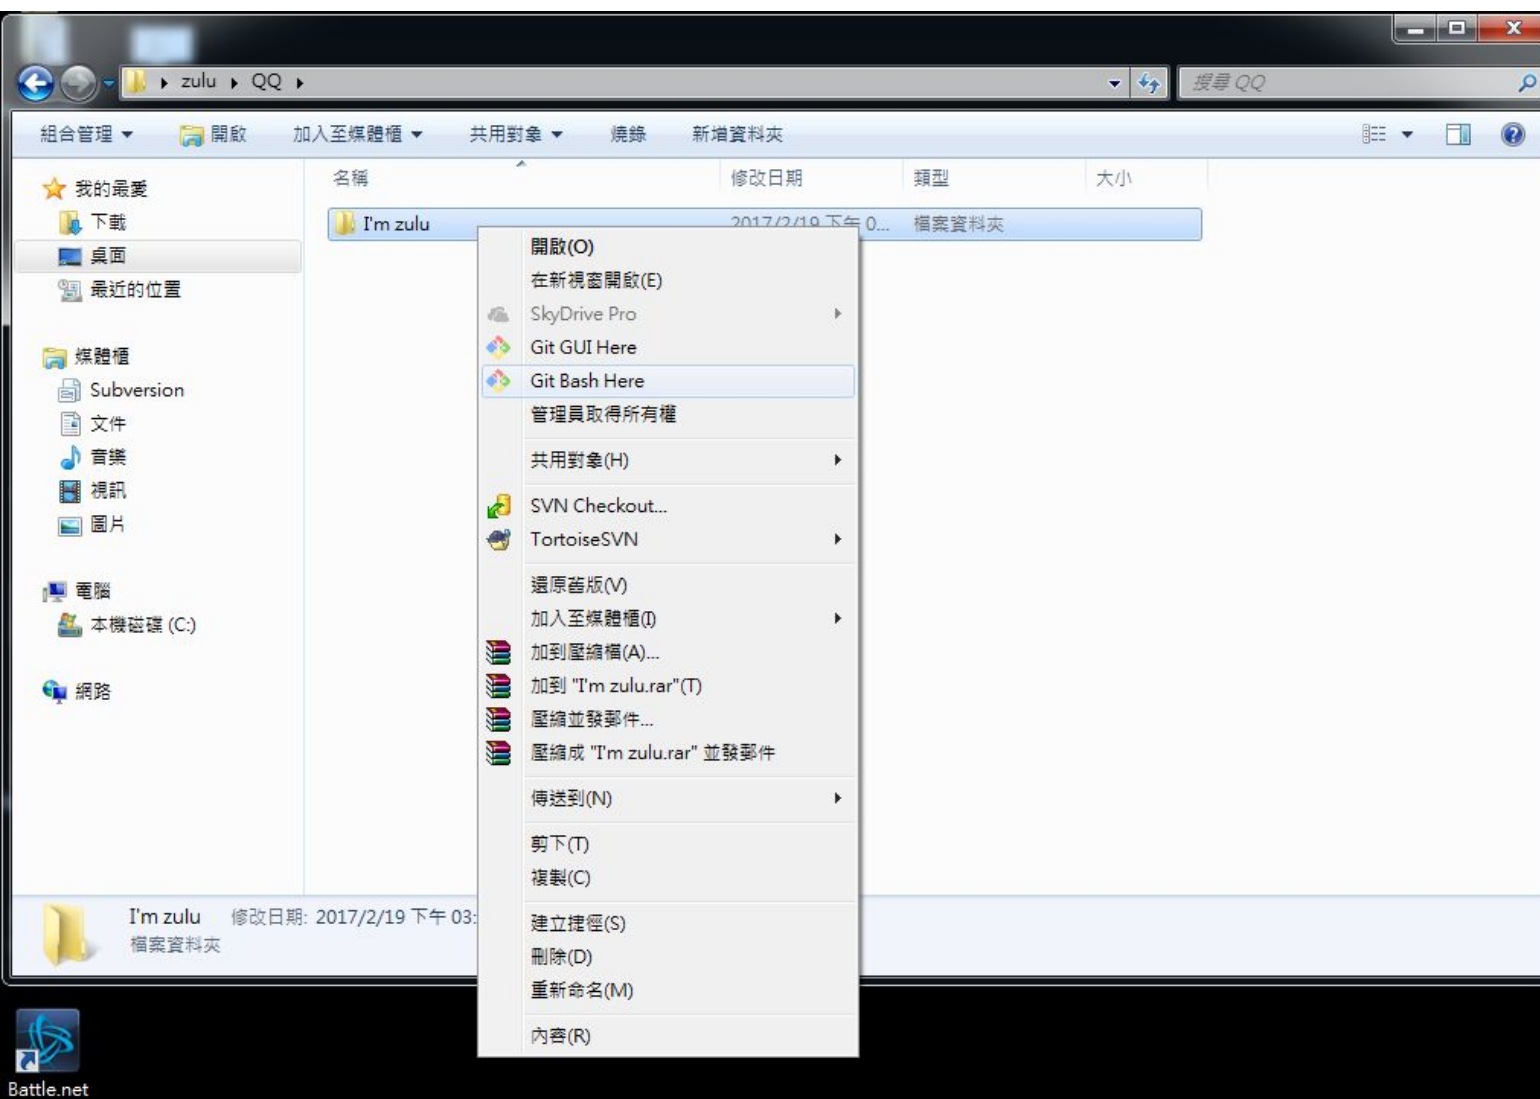 zulu QQ
搜尋 QQ
組合管理 開啟 加入至媒體櫃 共用對象 燒錄 新增資料夾
名稱 修改日期 類型 大小
我的最愛
下載
桌面
最近的位置
媒體櫃
Subversion
文件
音樂
視訊
圖片
電腦
本機磁碟 (C:)
網路
I'm zulu 2017/2/19 下午 0... 檔案資料夾
開啟(O)
在新視窗開啟(E)
SkyDrive Pro
Git GUI Here
Git Bash Here
管理員取得所有權
共用對象(H)
SVN Checkout...
TortoiseSVN
還原舊版(V)
加入至媒體櫃(I)
加到壓縮檔(A)...
加到 "I'm zulu.rar"(T)
壓縮並發郵件...
壓縮成 "I'm zulu.rar" 並發郵件
傳送到(N)
剪下(T)
複製(C)
建立捷徑(S)
刪除(D)
重新命名(M)
內容(R)
I'm zulu 修改日期: 2017/2/19 下午 03:
檔案資料夾
Battle.net